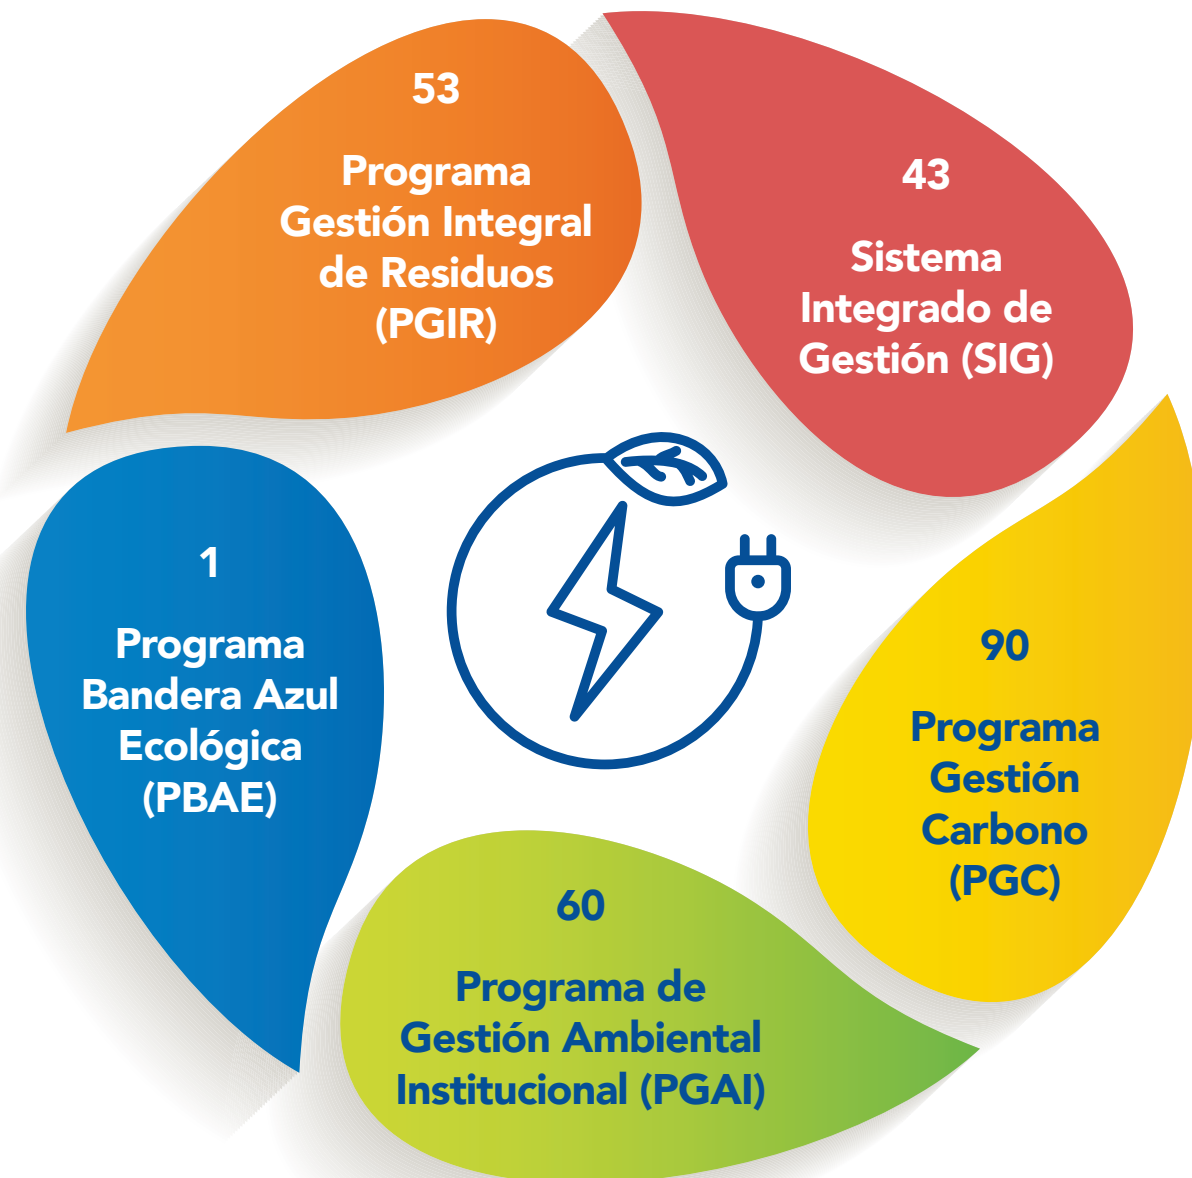 53
Programa
Gestión Integral
de Residuos
(PGIR)
43
Sistema
Integrado de
Gestión (SIG)
1
Programa
Bandera Azul
Ecológica
(PBAE)
90
Programa
Gestión
Carbono
(PGC)
60
Programa de
Gestión Ambiental
Institucional (PGAI)